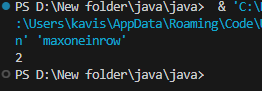 PS D:\New folder\java\java>  & 'C:\
:\Users\kavis\AppData\Roaming\Code\
n' 'maxoneinrow'
2
PS D:\New folder\java\java>